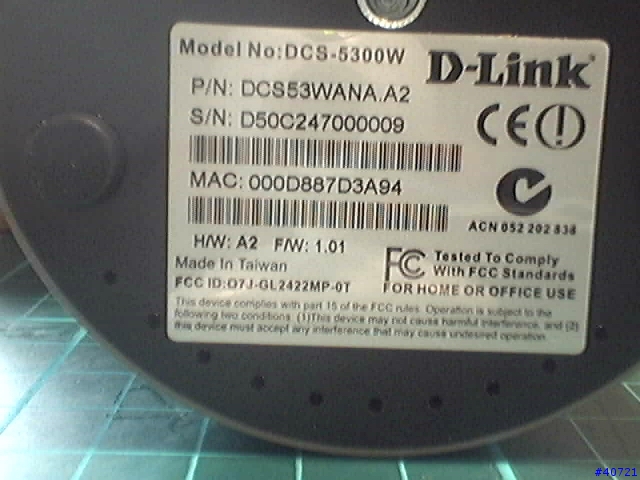 Model No:DCS-5300W
D-Link
P/N: DCS53WANA.A2
S/N: D50C247000009
CE
MAC: 000D887D3A94
ACN 052 202 838
H/W: A2 F/W: 1.01
Made In Taiwan
FCC Tested To Comply
With FCC Standards
FCC ID:O7J-GL2422MP-0T
FOR HOME OR OFFICE USE
This device complies with part 15 of the FCC rules. Operation is subject to the
following two conditions: (1)This device may not cause harmful interference, and (2)
this device must accept any interference that may cause undesired operation.
#40721